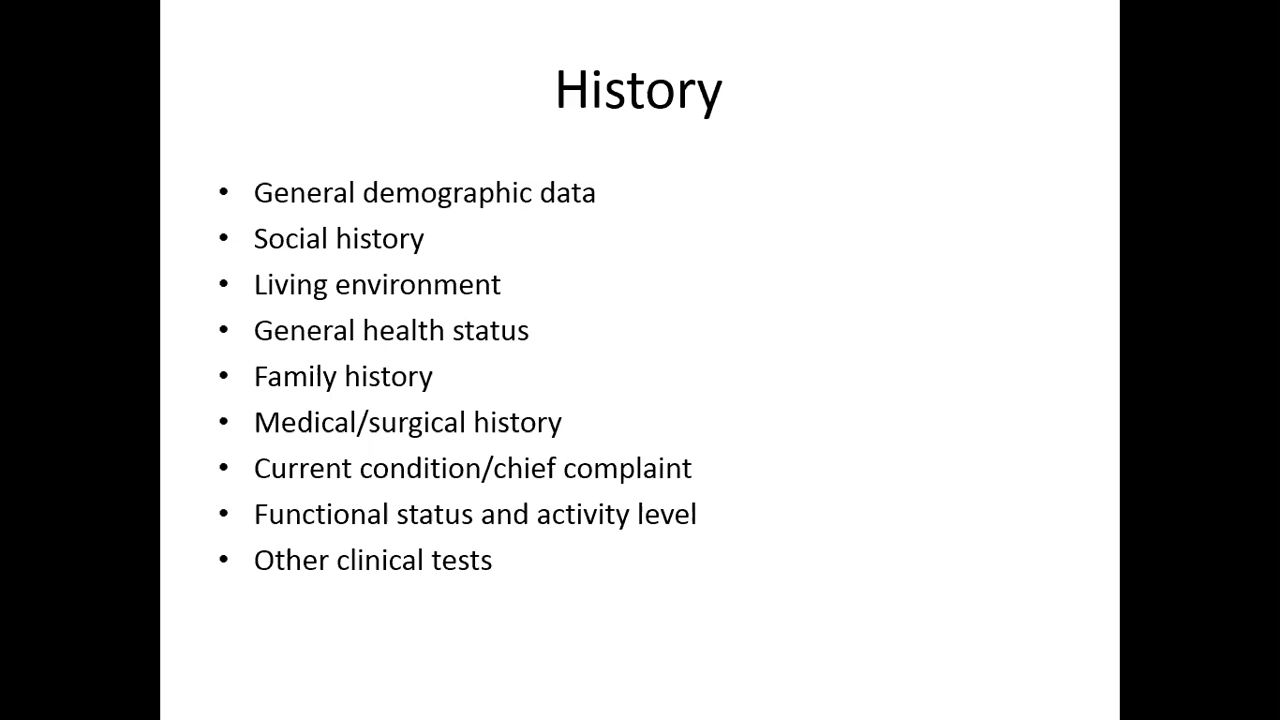 History
• General demographic data
• Social history
• Living environment
• General health status
• Family history
• Medical/surgical history
• Current condition/chief complaint
• Functional status and activity level
• Other clinical tests